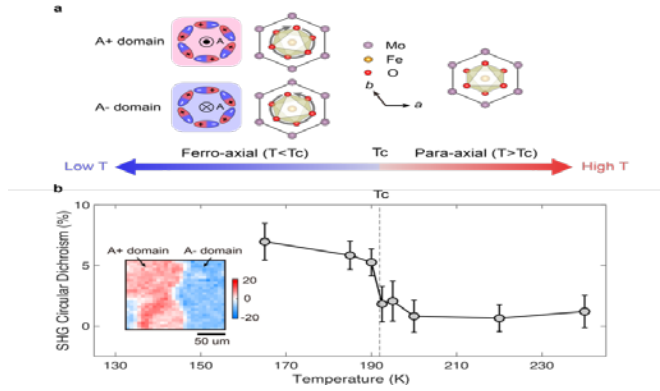 a
A+ domain
A
Mo
Fe
O
b
a
A- domain
A
Ferro-axial (T<Tc)
Tc
Para-axial (T>Tc)
Low T
High T
b
Tc
10
5
0
SHG Circular Dichroism (%)
A+ domain
A- domain
20
0
-20
50 um
130
150
170
190
210
230
Temperature (K)